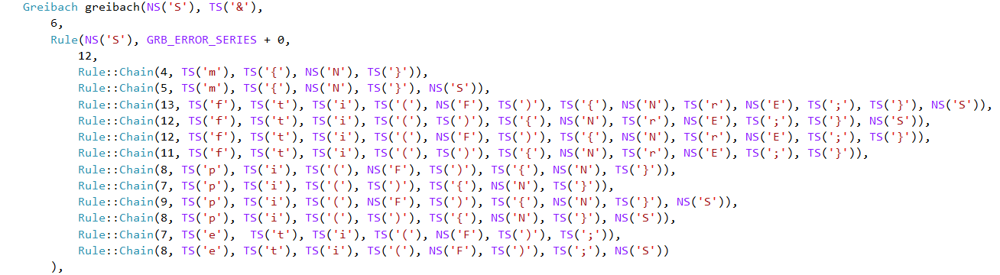 Greibach greibach(NS('S'), TS('&'),
6,
Rule(NS('S'), GRB_ERROR_SERIES + 0,
12,
Rule::Chain(4, TS('m'), TS('{'), NS('N'), TS('}')),
Rule::Chain(5, TS('m'), TS('{'), NS('N'), TS('}'), NS('S')),
Rule::Chain(13, TS('f'), TS('t'), TS('i'), TS('('), NS('F'), TS(')'), TS('{'), NS('N'), TS('r'), NS('E'), TS(';'), TS('}'), NS('S')),
Rule::Chain(12, TS('f'), TS('t'), TS('i'), TS('('), TS(')'), TS('{'), NS('N'), TS('r'), NS('E'), TS(';'), TS('}'), NS('S')),
Rule::Chain(12, TS('f'), TS('t'), TS('i'), TS('('), NS('F'), TS(')'), TS('{'), NS('N'), TS('r'), NS('E'), TS(';'), TS('}')),
Rule::Chain(11, TS('f'), TS('t'), TS('i'), TS('('), TS(')'), TS('{'), NS('N'), TS('r'), NS('E'), TS(';'), TS('}')),
Rule::Chain(8, TS('p'), TS('i'), TS('('), NS('F'), TS(')'), TS('{'), NS('N'), TS('}')),
Rule::Chain(7, TS('p'), TS('i'), TS('('), TS(')'), TS('{'), NS('N'), TS('}')),
Rule::Chain(9, TS('p'), TS('i'), TS('('), NS('F'), TS(')'), TS('{'), NS('N'), TS('}'), NS('S')),
Rule::Chain(8, TS('p'), TS('i'), TS('('), TS(')'), TS('{'), NS('N'), TS('}'), NS('S')),
Rule::Chain(7, TS('e'),  TS('t'), TS('i'), TS('('), NS('F'), TS(')'), TS(';')),
Rule::Chain(8, TS('e'), TS('t'), TS('i'), TS('('), NS('F'), TS(')'), TS(';'), NS('S'))
),